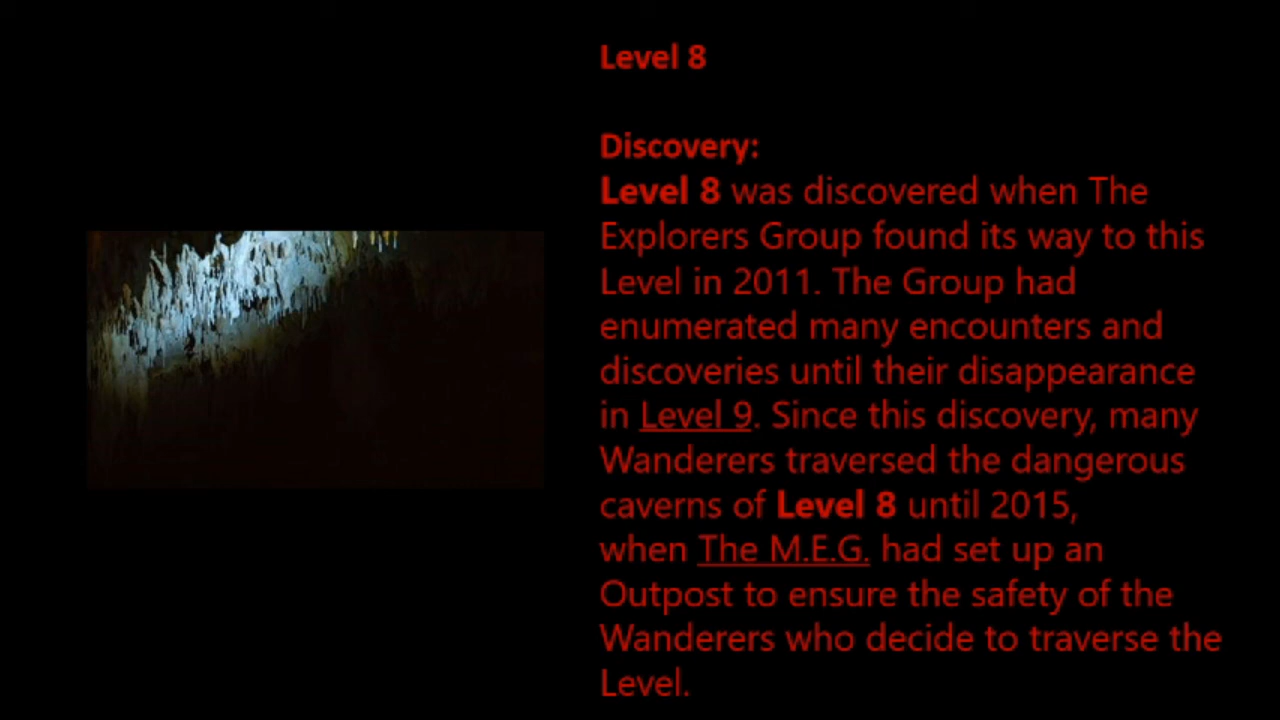 Level 8
Discovery:
Level 8 was discovered when The
Explorers Group found its way to this
Level in 2011. The Group had
enumerated many encounters and
discoveries until their disappearance
in Level 9. Since this discovery, many
Wanderers traversed the dangerous
caverns of Level 8 until 2015,
when The M.E.G. had set up an
Outpost to ensure the safety of the
Wanderers who decide to traverse the
Level.